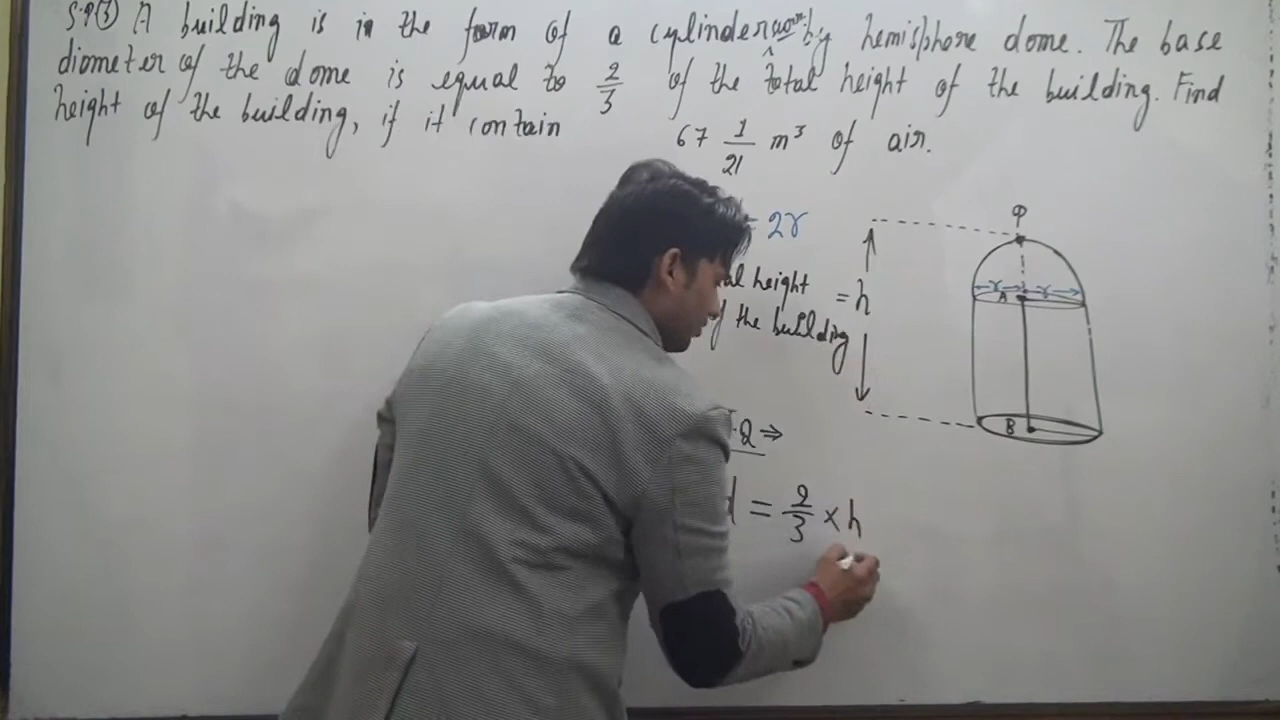 S.Q(3) A building is in the form of a cylinder by hemisphere dome. The base
diameter of the dome is equal to 2/3 of the total height of the building. Find
height of the building, if it contain 67 1/21 m³ of air.
= 2r
height
the building
= h
P
r r
A
B
.Q ⇒
= 2/3 × h